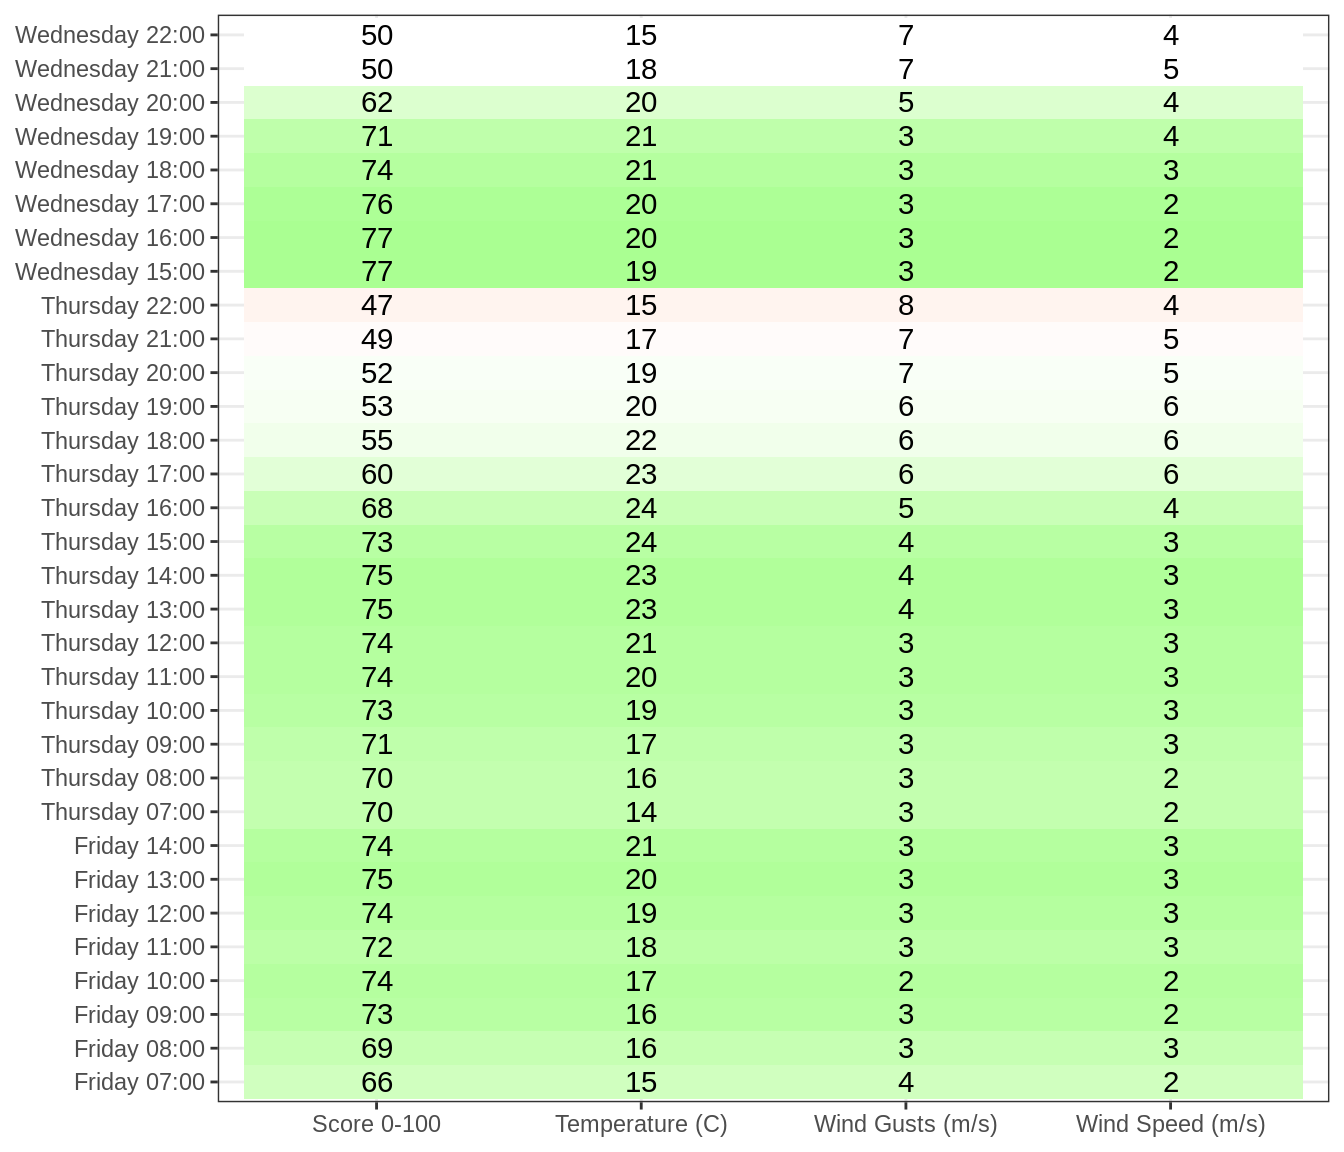 Wednesday 22:00 50 15 7 4
Wednesday 21:00 50 18 7 5
Wednesday 20:00 62 20 5 4
Wednesday 19:00 71 21 3 4
Wednesday 18:00 74 21 3 3
Wednesday 17:00 76 20 3 2
Wednesday 16:00 77 20 3 2
Wednesday 15:00 77 19 3 2
Thursday 22:00 47 15 8 4
Thursday 21:00 49 17 7 5
Thursday 20:00 52 19 7 5
Thursday 19:00 53 20 6 6
Thursday 18:00 55 22 6 6
Thursday 17:00 60 23 6 6
Thursday 16:00 68 24 5 4
Thursday 15:00 73 24 4 3
Thursday 14:00 75 23 4 3
Thursday 13:00 75 23 4 3
Thursday 12:00 74 21 3 3
Thursday 11:00 74 20 3 3
Thursday 10:00 73 19 3 3
Thursday 09:00 71 17 3 3
Thursday 08:00 70 16 3 2
Thursday 07:00 70 14 3 2
Friday 14:00 74 21 3 3
Friday 13:00 75 20 3 3
Friday 12:00 74 19 3 3
Friday 11:00 72 18 3 3
Friday 10:00 74 17 2 2
Friday 09:00 73 16 3 2
Friday 08:00 69 16 3 3
Friday 07:00 66 15 4 2
Score 0-100 Temperature (C) Wind Gusts (m/s) Wind Speed (m/s)